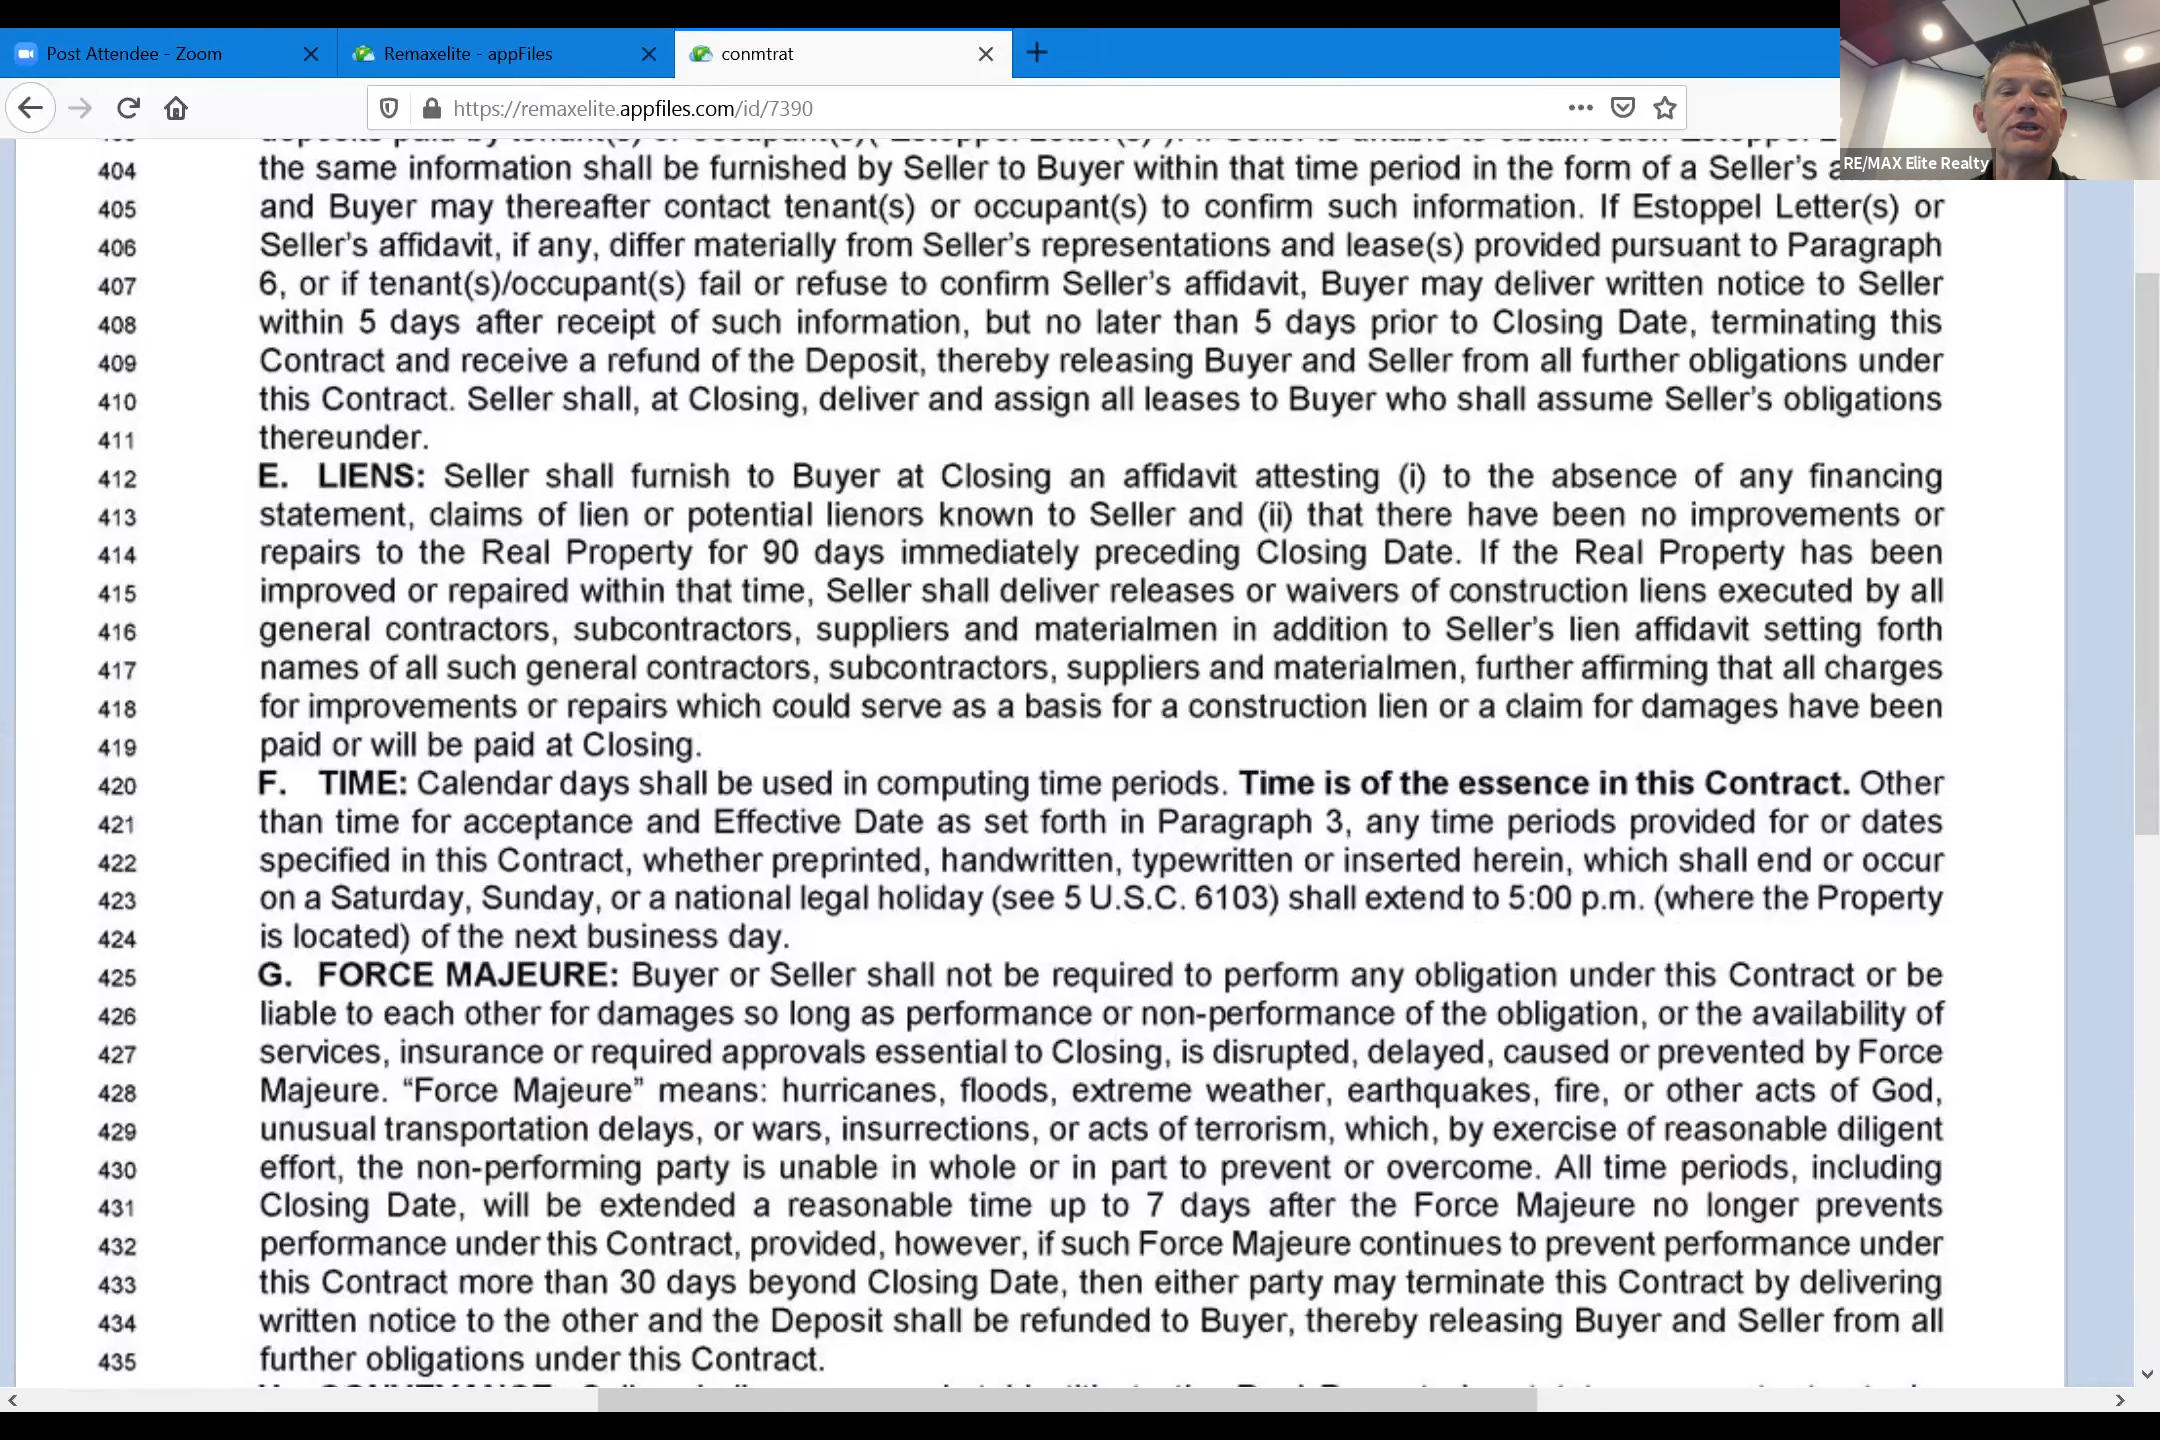 Post Attendee - Zoom
Remaxelite - appFiles
conmtrat
https://remaxelite.appfiles.com/id/7390
RE/MAX Elite Realty
404 the same information shall be furnished by Seller to Buyer within that time period in the form of a Seller's
405 and Buyer may thereafter contact tenant(s) or occupant(s) to confirm such information. If Estoppel Letter(s) or
406 Seller's affidavit, if any, differ materially from Seller's representations and lease(s) provided pursuant to Paragraph
407 6, or if tenant(s)/occupant(s) fail or refuse to confirm Seller's affidavit, Buyer may deliver written notice to Seller
408 within 5 days after receipt of such information, but no later than 5 days prior to Closing Date, terminating this
409 Contract and receive a refund of the Deposit, thereby releasing Buyer and Seller from all further obligations under
410 this Contract. Seller shall, at Closing, deliver and assign all leases to Buyer who shall assume Seller's obligations
411 thereunder.
412 E. LIENS: Seller shall furnish to Buyer at Closing an affidavit attesting (i) to the absence of any financing
413 statement, claims of lien or potential lienors known to Seller and (ii) that there have been no improvements or
414 repairs to the Real Property for 90 days immediately preceding Closing Date. If the Real Property has been
415 improved or repaired within that time, Seller shall deliver releases or waivers of construction liens executed by all
416 general contractors, subcontractors, suppliers and materialmen in addition to Seller's lien affidavit setting forth
417 names of all such general contractors, subcontractors, suppliers and materialmen, further affirming that all charges
418 for improvements or repairs which could serve as a basis for a construction lien or a claim for damages have been
419 paid or will be paid at Closing.
420 F. TIME: Calendar days shall be used in computing time periods. Time is of the essence in this Contract. Other
421 than time for acceptance and Effective Date as set forth in Paragraph 3, any time periods provided for or dates
422 specified in this Contract, whether preprinted, handwritten, typewritten or inserted herein, which shall end or occur
423 on a Saturday, Sunday, or a national legal holiday (see 5 U.S.C. 6103) shall extend to 5:00 p.m. (where the Property
424 is located) of the next business day.
425 G. FORCE MAJEURE: Buyer or Seller shall not be required to perform any obligation under this Contract or be
426 liable to each other for damages so long as performance or non-performance of the obligation, or the availability of
427 services, insurance or required approvals essential to Closing, is disrupted, delayed, caused or prevented by Force
428 Majeure. “Force Majeure” means: hurricanes, floods, extreme weather, earthquakes, fire, or other acts of God,
429 unusual transportation delays, or wars, insurrections, or acts of terrorism, which, by exercise of reasonable diligent
430 effort, the non-performing party is unable in whole or in part to prevent or overcome. All time periods, including
431 Closing Date, will be extended a reasonable time up to 7 days after the Force Majeure no longer prevents
432 performance under this Contract, provided, however, if such Force Majeure continues to prevent performance under
433 this Contract more than 30 days beyond Closing Date, then either party may terminate this Contract by delivering
434 written notice to the other and the Deposit shall be refunded to Buyer, thereby releasing Buyer and Seller from all
435 further obligations under this Contract.